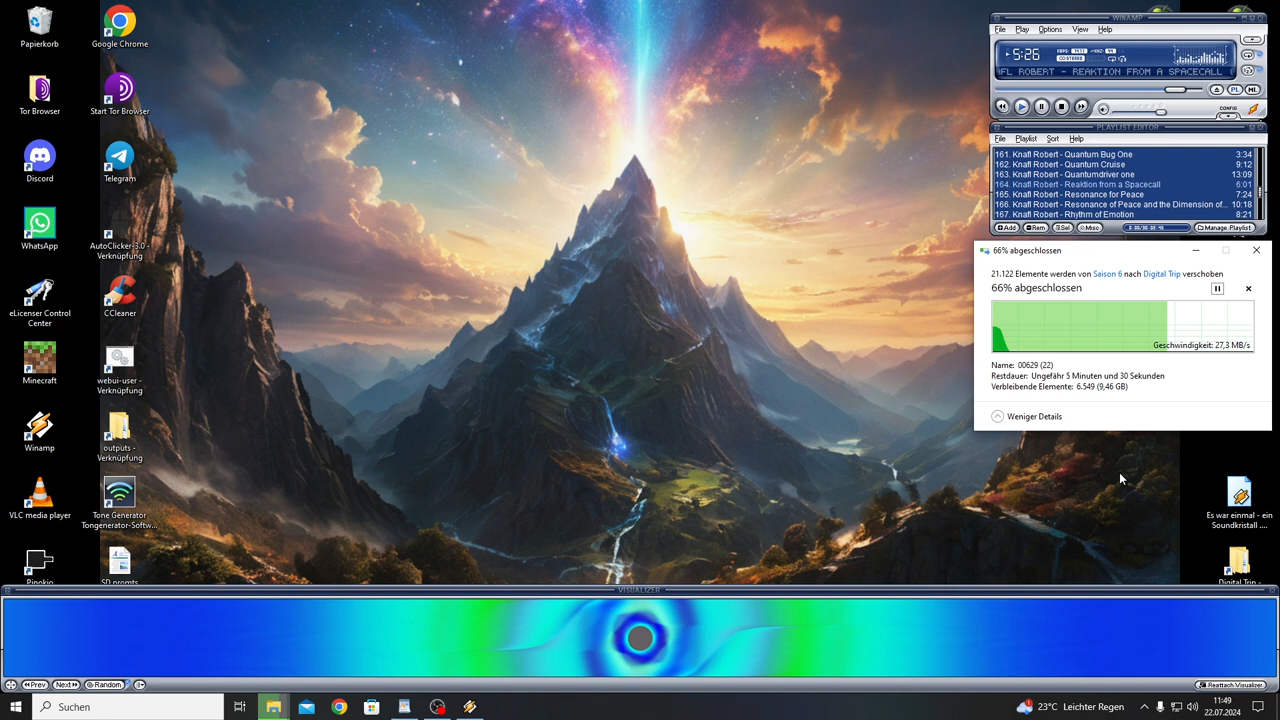 Papierkorb
Google Chrome
Tor Browser
Start Tor Browser
Discord
Telegram
WhatsApp
AutoClicker-3.0 -
Verknüpfung
eLicenser Control
Center
CCleaner
Minecraft
webui-user -
Verknüpfung
Winamp
outputs -
Verknüpfung
VLC media player
Tone Generator
Tongenerator-Softw...
Pinokio
SD promts
WINAMP
File Play Options View Help
5:26
KBPS KHZ
STEREO
FL ROBERT - REAKTION FROM A SPACECALL
PL ML
CONFIG
PLAYLIST EDITOR
File Playlist Sort Help
161. Knafl Robert - Quantum Bug One 3:34
162. Knafl Robert - Quantum Cruise 9:12
163. Knafl Robert - Quantumdriver one 13:09
164. Knafl Robert - Reaktion from a Spacecall 6:01
165. Knafl Robert - Resonance for Peace 7:24
166. Knafl Robert - Resonance of Peace and the Dimension of... 10:18
167. Knafl Robert - Rhythm of Emotion 8:21
Add Rem Sel Misc Manage Playlist
66% abgeschlossen
21.122 Elemente werden von Saison 6 nach Digital Trip verschoben
66% abgeschlossen
Geschwindigkeit: 27,3 MB/s
Name: 00629 (22)
Restdauer: Ungefähr 5 Minuten und 30 Sekunden
Verbleibende Elemente: 6.549 (9,46 GB)
Weniger Details
Es war einmal - ein
Soundkristall ....
Digital Trip -
VISUALIZER
Prev Next Random Reattach Visualizer
Suchen
23°C Leichter Regen
11:49
22.07.2024